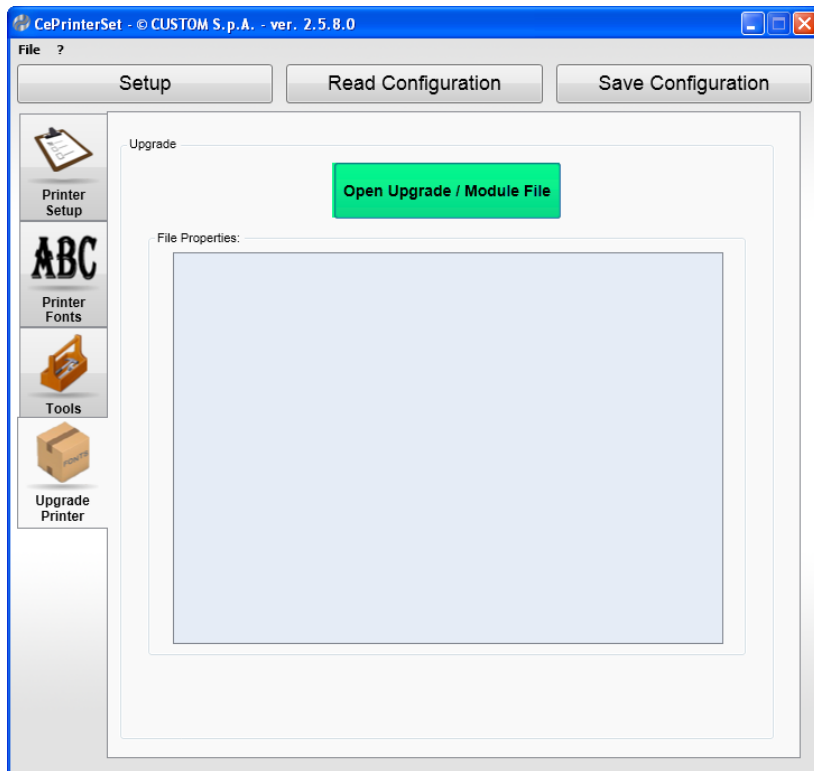 CePrinterSet - © CUSTOM S.p.A. - ver. 2.5.8.0
File ?
Setup Read Configuration Save Configuration
Printer
Setup
ABC
Printer
Fonts
Tools
FONTS
Upgrade
Printer
Upgrade
Open Upgrade / Module File
File Properties: